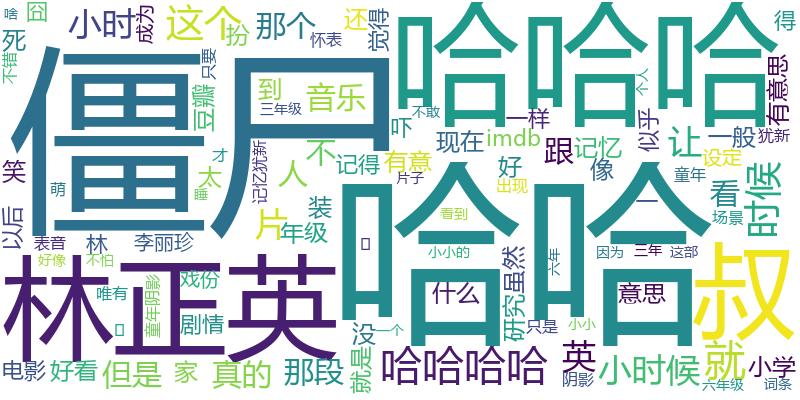 啥
囧
小时
成为
这个
扮
那个
怀表
还
觉得
哈哈哈
得
死
不错
僵尸
只要
豆瓣
到
三年级
音乐
有意思
个人
笑
萌
才
太
睡
记忆犹新
人
不
记得
吓
不敢
有意
片子
现在
imdb
好
出现
一样
跟
像
记忆
似乎
让
一般
设定
犹新
童年
看
场景
时候
以后
表音
林
李丽珍
片
装
年级
哈哈
看到
小小的
虽然
六年
一
因为
三年
这部
叔
好像
不怕
林正英
唯有
童年阴影
戏份
剧情
没
一个
什么
研究
只是
小小
意思
电影
好看
但是
家
真的
那段
就是
哈哈哈哈
英
阴影
小时候
就
六年级
小学
词条